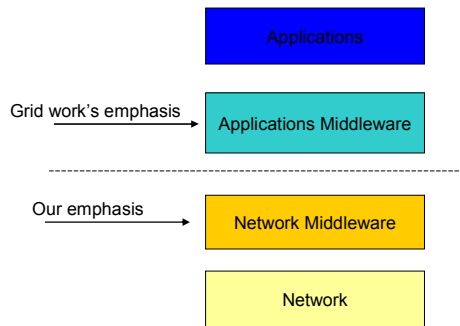 Applications
Grid work's emphasis
Applications Middleware
Our emphasis
Network Middleware
Network